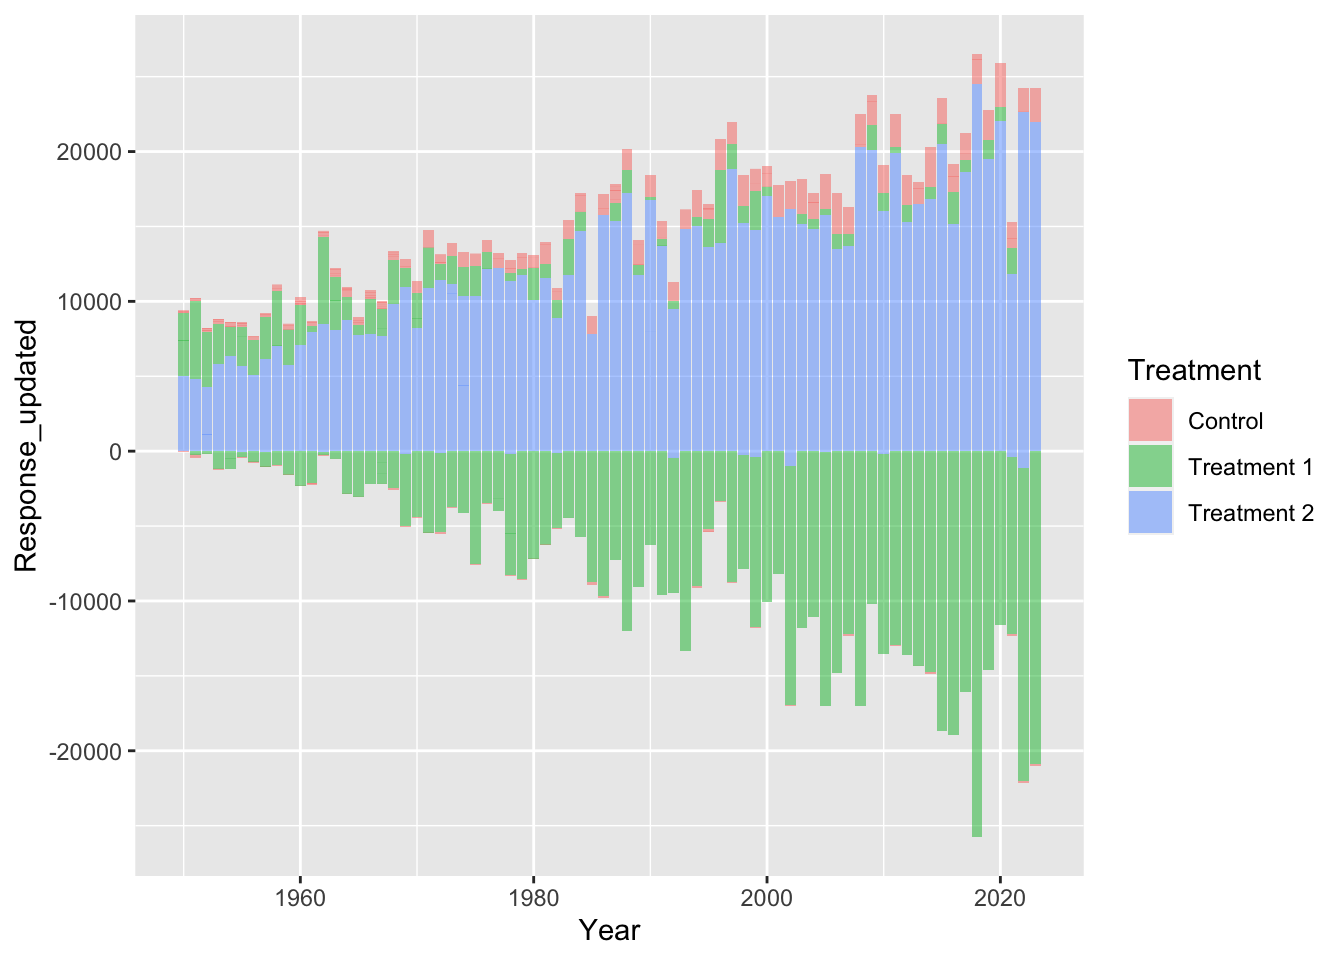 20000
10000
0
-10000
-20000
Response_updated
1960
1980
2000
2020
Year
Treatment
Control
Treatment 1
Treatment 2